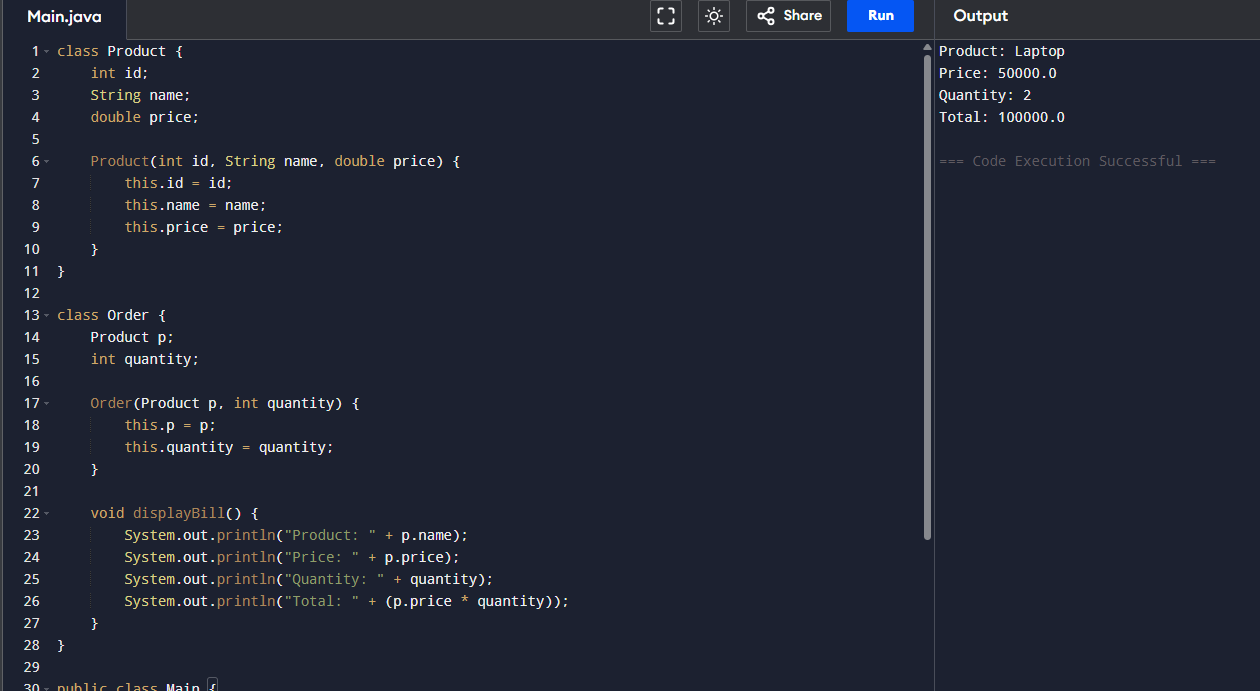 Main.java
Share
Run
Output
1 class Product {
2     int id;
3     String name;
4     double price;
5
6     Product(int id, String name, double price) {
7         this.id = id;
8         this.name = name;
9         this.price = price;
10     }
11 }
12
13 class Order {
14     Product p;
15     int quantity;
16
17     Order(Product p, int quantity) {
18         this.p = p;
19         this.quantity = quantity;
20     }
21
22     void displayBill() {
23         System.out.println("Product: " + p.name);
24         System.out.println("Price: " + p.price);
25         System.out.println("Quantity: " + quantity);
26         System.out.println("Total: " + (p.price * quantity));
27     }
28 }
29
30 public class Main {
Product: Laptop
Price: 50000.0
Quantity: 2
Total: 100000.0
=== Code Execution Successful ===